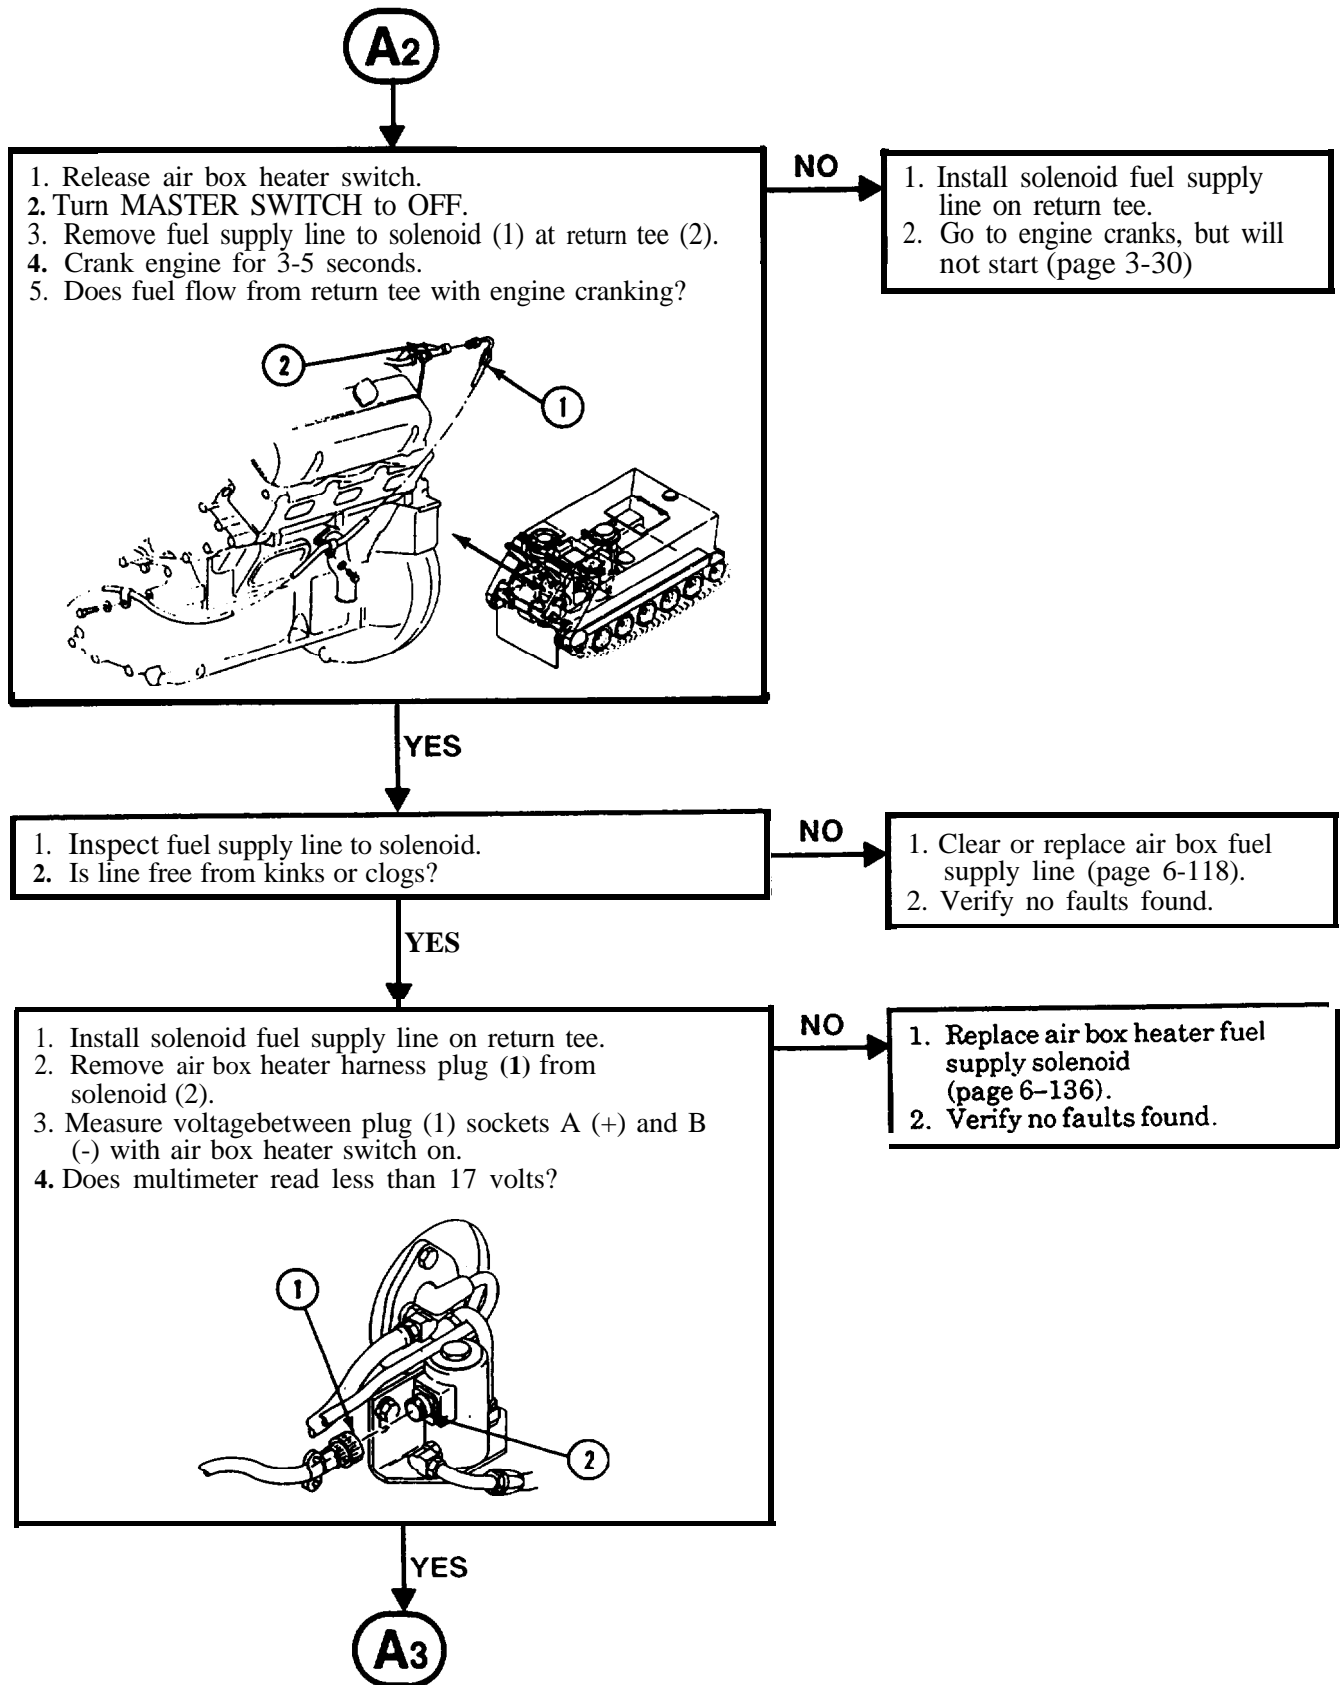 A2
1. Release air box heater switch.
2. Turn MASTER SWITCH to OFF.
3. Remove fuel supply line to solenoid (1) at return tee (2).
4. Crank engine for 3-5 seconds.
5. Does fuel flow from return tee with engine cranking?
2
1
NO
1. Install solenoid fuel supply
line on return tee.
2. Go to engine cranks, but will
not start (page 3-30)
YES
1. Inspect fuel supply line to solenoid.
2. Is line free from kinks or clogs?
NO
1. Clear or replace air box fuel
supply line (page 6-118).
2. Verify no faults found.
YES
1. Install solenoid fuel supply line on return tee.
2. Remove air box heater harness plug (1) from
solenoid (2).
3. Measure voltagebetween plug (1) sockets A (+) and B
(-) with air box heater switch on.
4. Does multimeter read less than 17 volts?
1
2
NO
1. Replace air box heater fuel
supply solenoid
(page 6-136).
2. Verify no faults found.
YES
A3